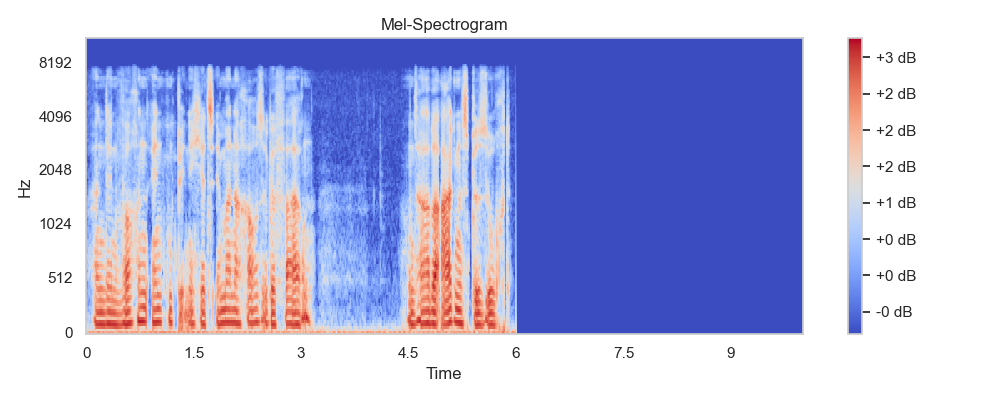 Mel-Spectrogram
8192
4096
2048
1024
512
0
Hz
0 1.5 3 4.5 6 7.5 9
Time
+3 dB
+2 dB
+2 dB
+2 dB
+1 dB
+0 dB
+0 dB
-0 dB